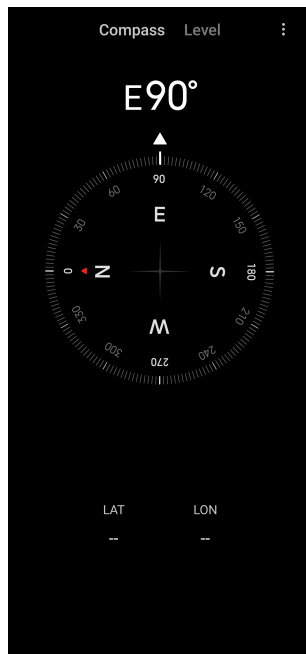 Compass Level
E90°
90
60 120
E
30 150
0 N S 180
W
330 210
300 240
270
LAT LON
-- --